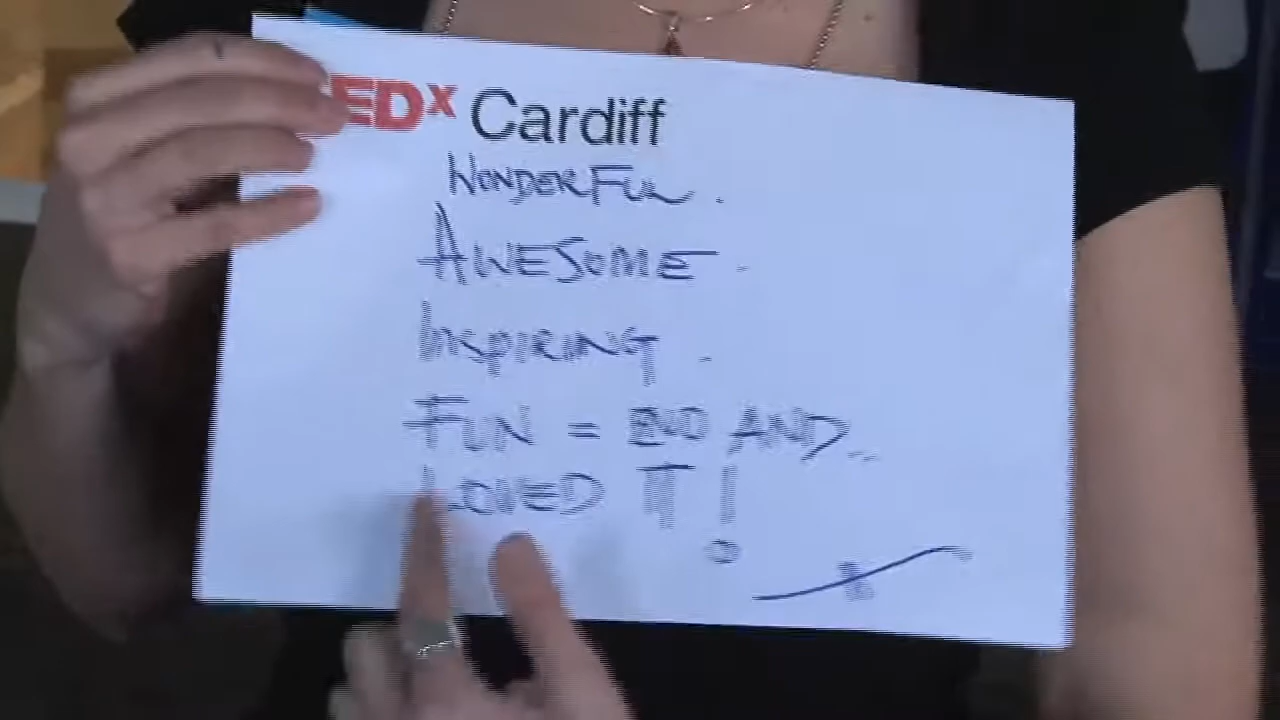 EDx Cardiff
WONDERFUL.
AWESOME.
INSPIRING.
FUN = END AND..
LOVED IT!